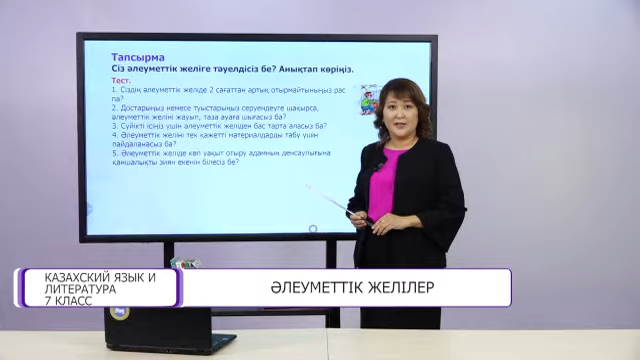 Тапсырма
Сіз әлеуметтік желіге тәуелдісіз бе? Анықтап көріңіз.
Тест.
1. Сіздің әлеуметтік желіде 2 сағаттан артық отырмайтыныңыз рас
па?
2. Достарыңыз немесе туыстарыңыз серуендеуге шақырса,
әлеуметтік желіні жауып, таза ауаға шығасыз ба?
3. Сүйікті ісіңіз үшін әлеуметтік желіден бас тарта аласыз ба?
4. Әлеуметтік желіні тек қажетті материалдарды табу үшін
пайдаланасыз ба?
5. Әлеуметтік желіде көп уақыт отыру адамның денсаулығына
қаншалықты зиян екенін білесіз бе?
КАЗАХСКИЙ ЯЗЫК И
ЛИТЕРАТУРА
7 КЛАСС
ӘЛЕУМЕТТІК ЖЕЛІЛЕР